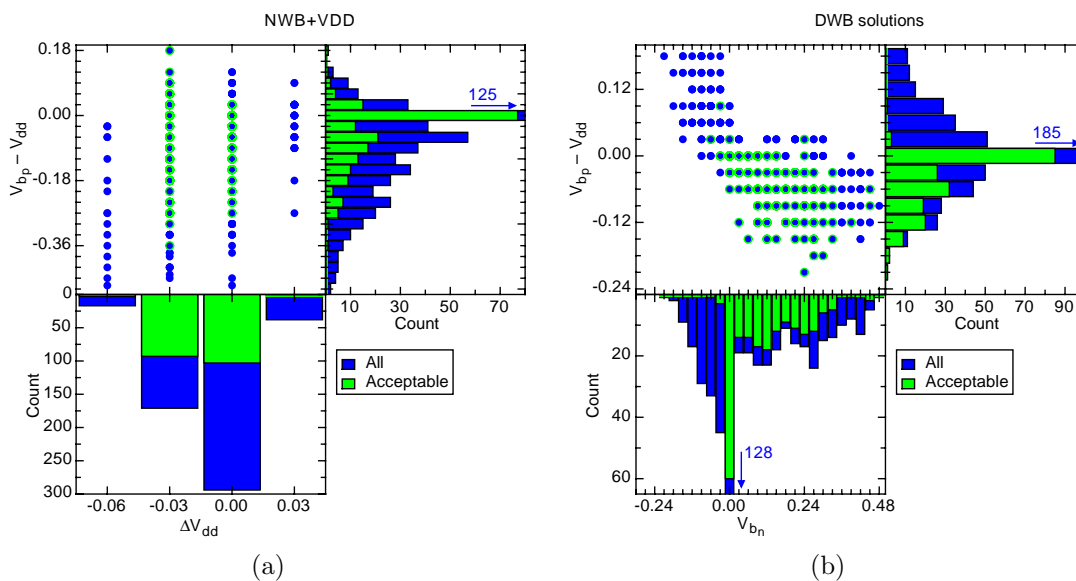 NWB+VDD
DWB solutions
0.18
0.00
-0.18
-0.36
V_bp − V_dd
125
10 30 50 70
Count
0
50
100
150
200
250
300
Count
-0.06 -0.03 0.00 0.03
ΔV_dd
All
Acceptable
(a)
0.12
0.00
-0.12
-0.24
V_bp − V_dd
185
10 30 50 70 90
Count
20
40
60
Count
128
-0.24 0.00 0.24 0.48
V_bn
All
Acceptable
(b)